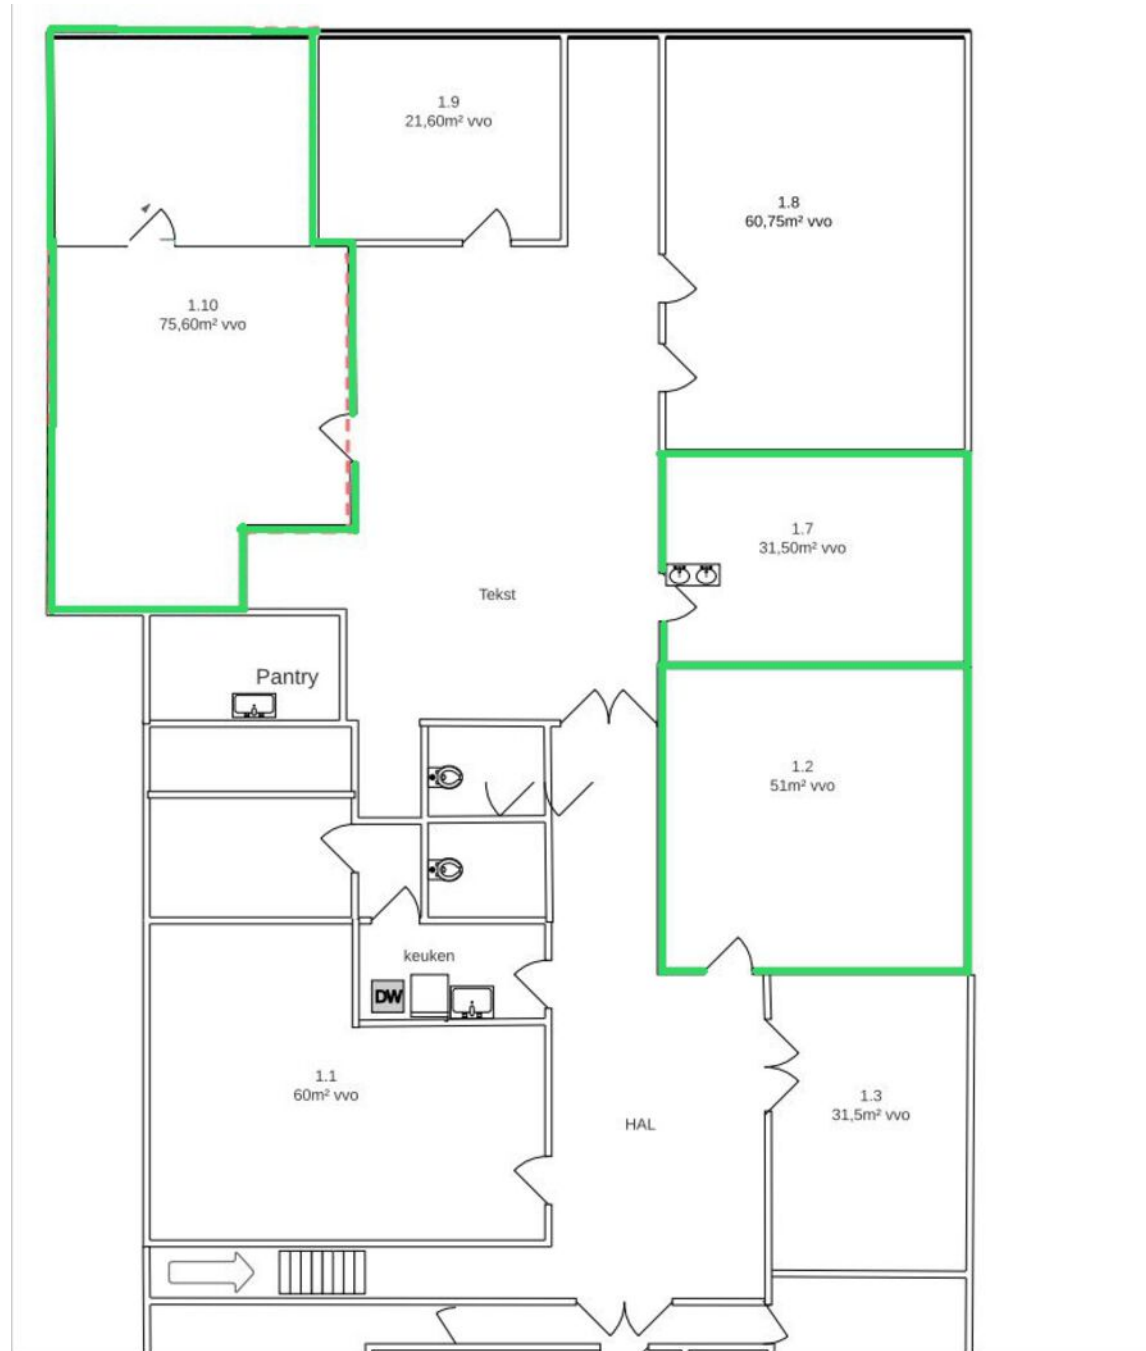 1.9
21,60m² vvo
1.8
60,75m² vvo
1.10
75,60m² vvo
1.7
31,50m² vvo
Tekst
Pantry
1.2
51m² vvo
keuken
DW
1.1
60m² vvo
1.3
31,5m² vvo
HAL